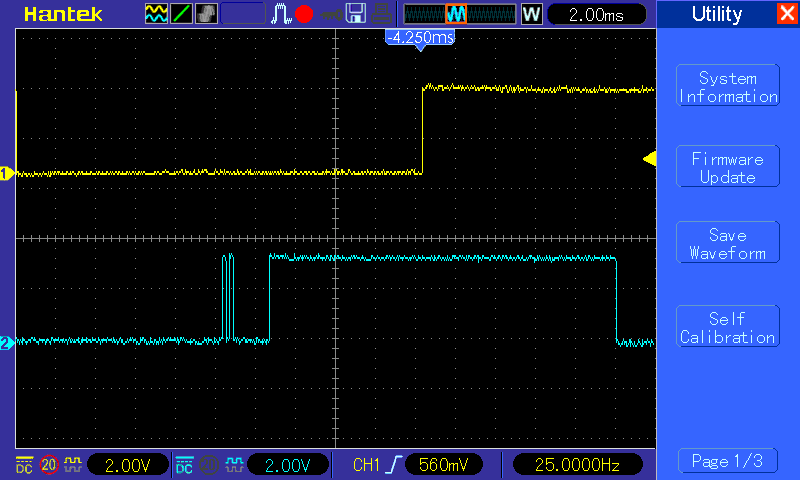 Hantek
W
2.00ms
Utility
-4.250ms
System
Information
1
Firmware
Update
Save
Waveform
2
Self
Calibration
DC
20
2.00V
DC
20
2.00V
CH1
560mV
25.0000Hz
Page 1/3